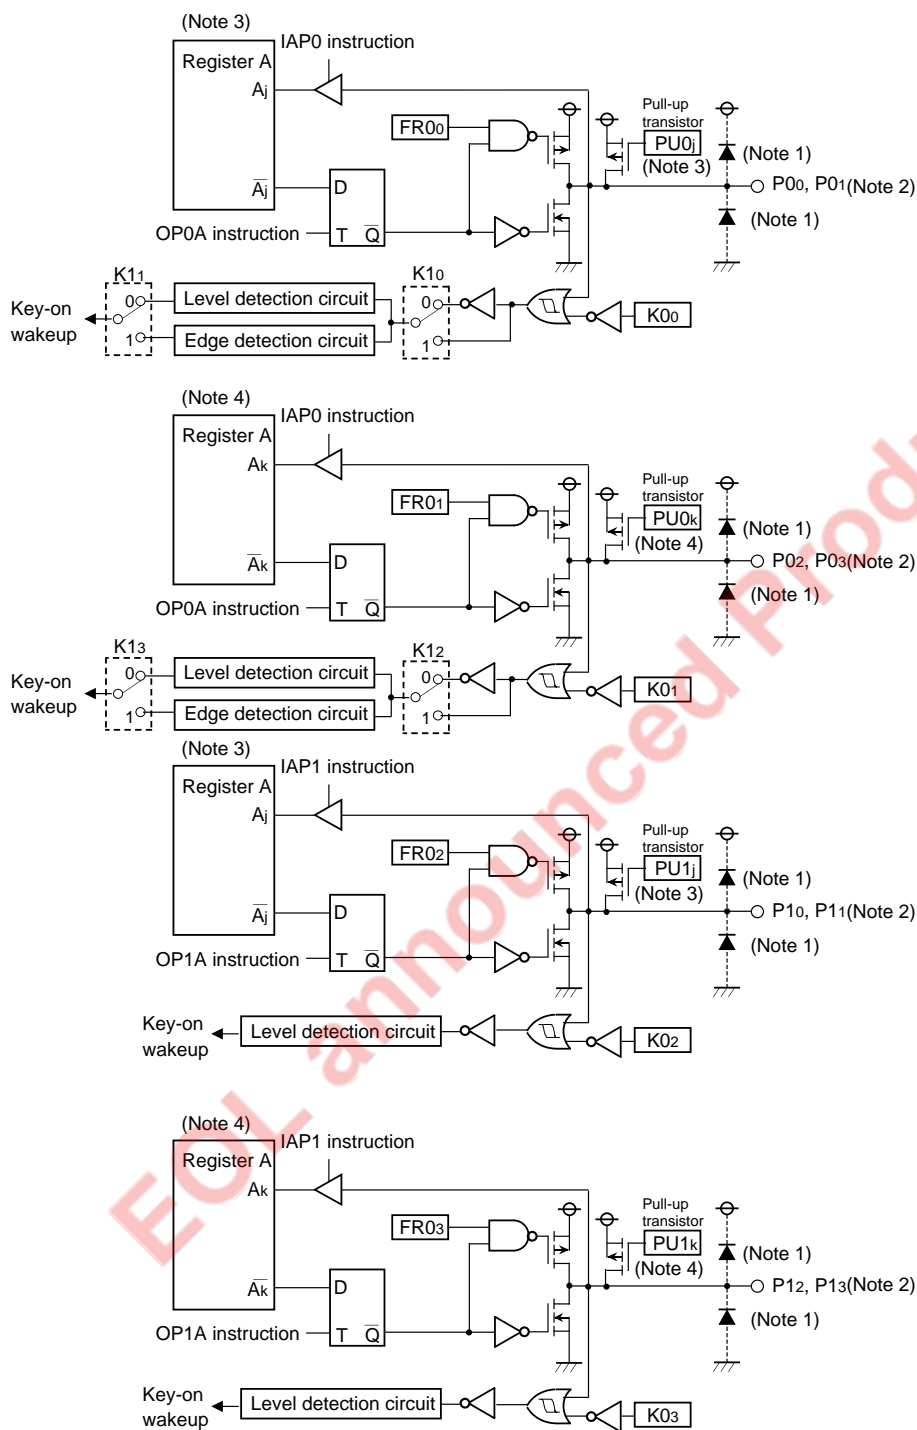 (Note 3)
IAP0 instruction
Register A
Aj
FR00
Pull-up
transistor
PU0j
(Note 3)
(Note 1)
P00, P01(Note 2)
(Note 1)
Aj
D
T Q
OP0A instruction
K11
K10
Key-on
wakeup
0
1
Level detection circuit
Edge detection circuit
0
1
K00
(Note 4)
IAP0 instruction
Register A
Ak
FR01
Pull-up
transistor
PU0k
(Note 4)
(Note 1)
P02, P03(Note 2)
(Note 1)
Ak
D
T Q
OP0A instruction
K13
K12
Key-on
wakeup
0
1
Level detection circuit
Edge detection circuit
0
1
K01
(Note 3)
IAP1 instruction
Register A
Aj
FR02
Pull-up
transistor
PU1j
(Note 3)
(Note 1)
P10, P11(Note 2)
(Note 1)
Aj
D
T Q
OP1A instruction
Key-on
wakeup
Level detection circuit
K02
(Note 4)
IAP1 instruction
Register A
Ak
FR03
Pull-up
transistor
PU1k
(Note 4)
(Note 1)
P12, P13(Note 2)
(Note 1)
Ak
D
T Q
OP1A instruction
Key-on
wakeup
Level detection circuit
K03
EOL announced